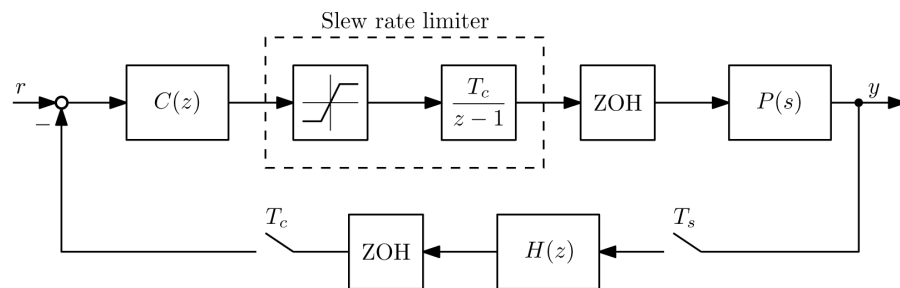 Slew rate limiter
r
−
C(z)
T_c
z − 1
ZOH
P(s)
y
T_c
ZOH
H(z)
T_s